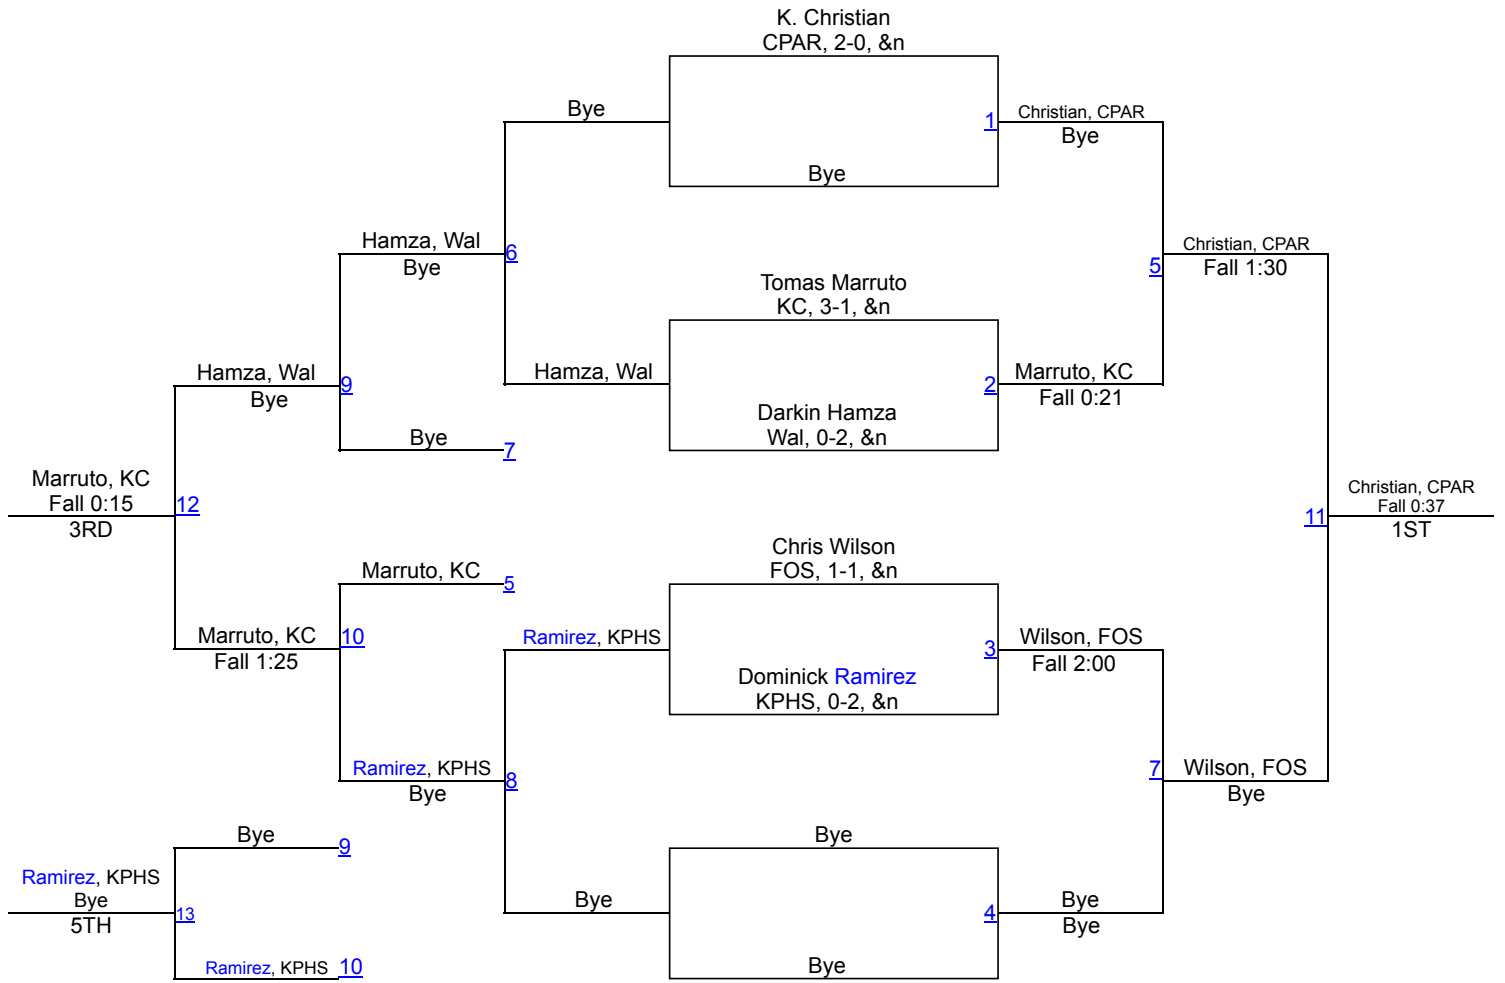 K. Christian
CPAR, 2-0, &n
Bye
1
Christian, CPAR
Bye
Bye
Hamza, Wal
Bye
6
Christian, CPAR
Fall 1:30
5
Tomas Marruto
KC, 3-1, &n
Hamza, Wal
Bye
9
Hamza, Wal
2
Marruto, KC
Fall 0:21
Darkin Hamza
Wal, 0-2, &n
Bye
7
Marruto, KC
Fall 0:15
3RD
12
Christian, CPAR
Fall 0:37
1ST
11
Chris Wilson
FOS, 1-1, &n
Marruto, KC
5
Marruto, KC
Fall 1:25
10
Ramirez, KPHS
3
Wilson, FOS
Fall 2:00
Dominick Ramirez
KPHS, 0-2, &n
Ramirez, KPHS
Bye
8
7
Wilson, FOS
Bye
Bye
9
Bye
Ramirez, KPHS
Bye
5TH
13
Bye
4
Bye
Bye
Ramirez, KPHS
10
Bye